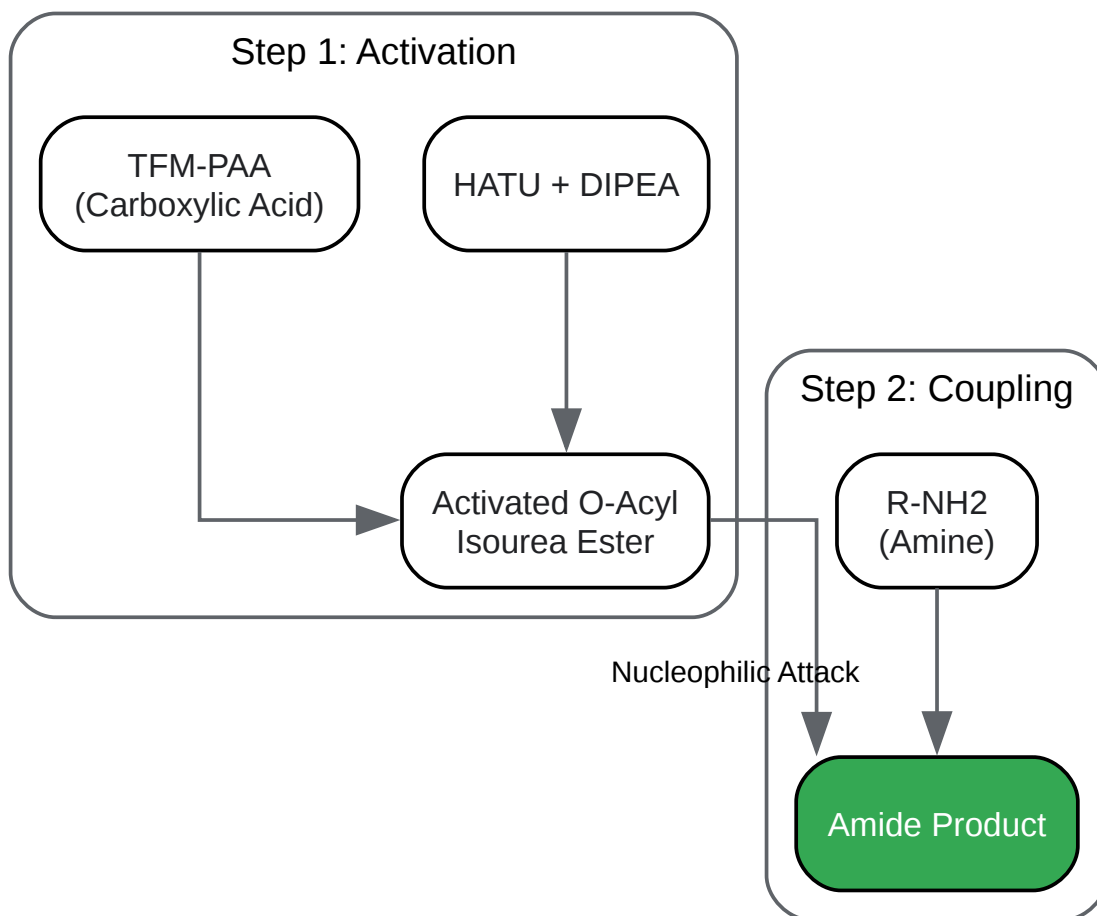 Step 1: Activation
TFM-PAA
(Carboxylic Acid)
HATU + DIPEA
Activated O-Acyl
Isourea Ester
Step 2: Coupling
R-NH2
(Amine)
Nucleophilic Attack
Amide Product